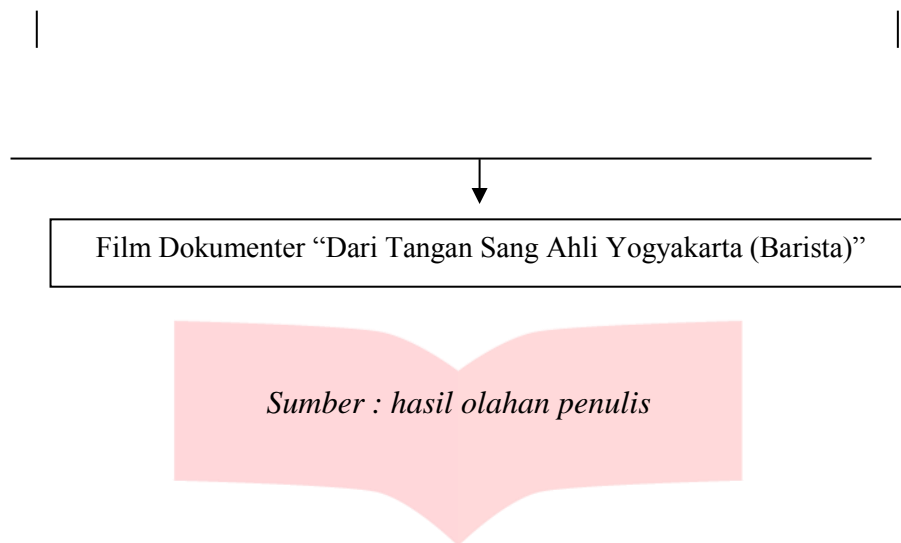 Film Dokumenter “Dari Tangan Sang Ahli Yogyakarta (Barista)”
Sumber : hasil olahan penulis